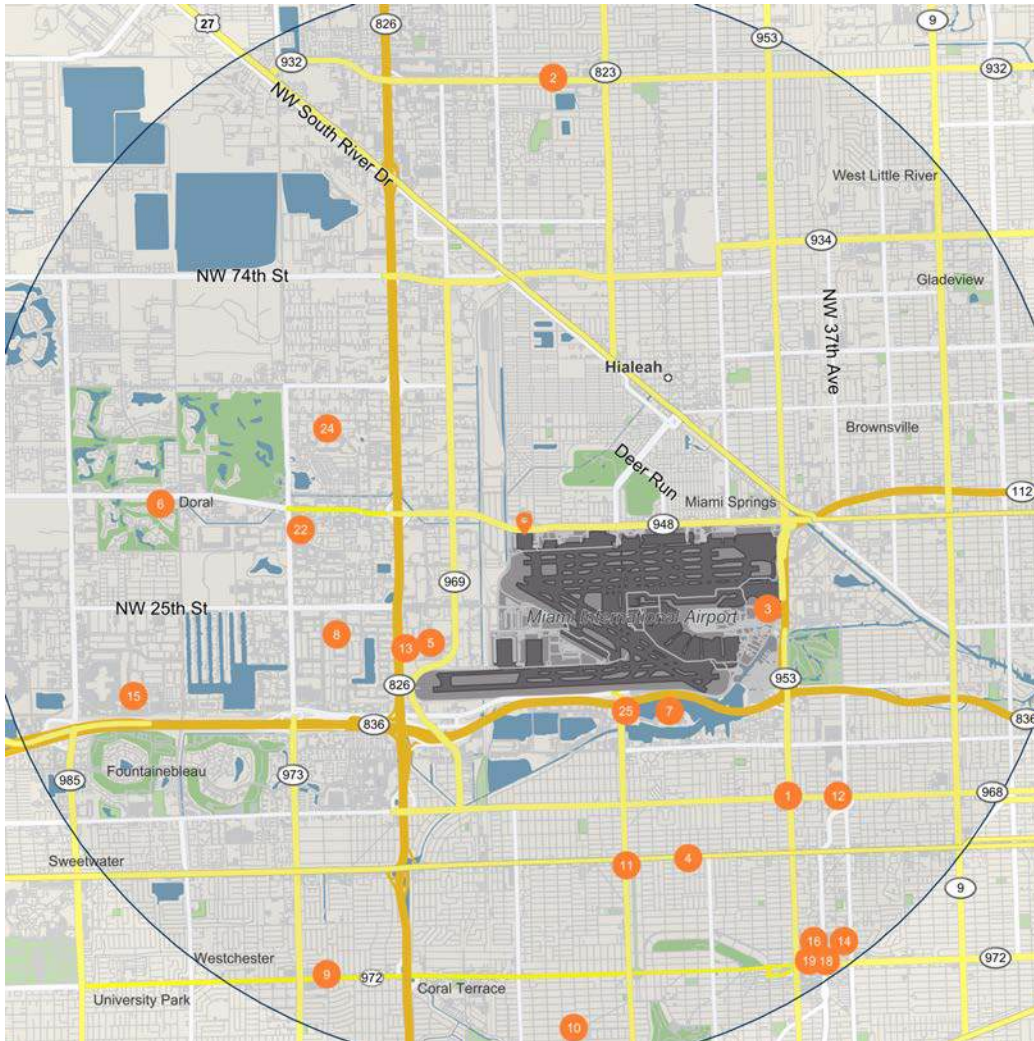 27
826
953
9
932
2
823
932
NW South River Dr
West Little River
934
NW 74th St
Gladeview
NW 37th Ave
Hialeah
24
Brownsville
Deer Run
112
6
Doral
Miami Springs
22
948
969
NW 25th St
3
Miami International Airport
8
13
5
826
953
15
25
7
836
836
Fountainebleau
985
973
1
12
968
Sweetwater
11
4
9
16
14
Westchester
19
18
972
9
972
Coral Terrace
University Park
10